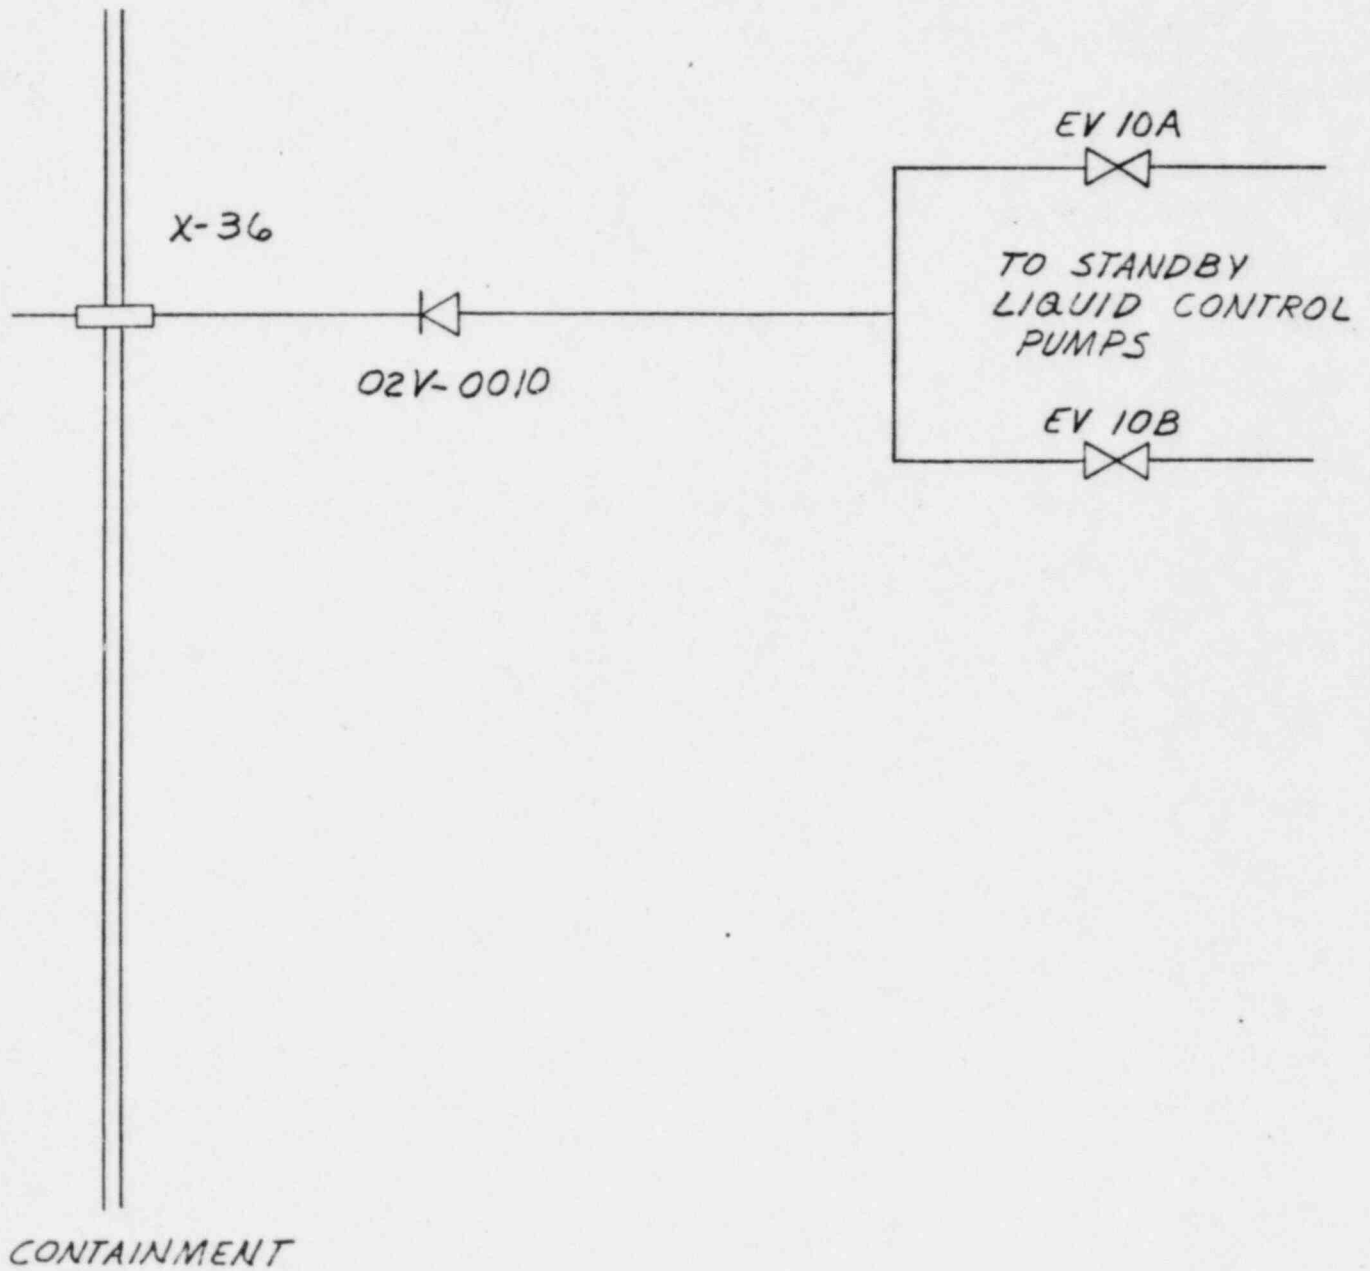 EV 10A
X-36
TO STANDBY
LIQUID CONTROL
PUMPS
02V-0010
EV 10B
CONTAINMENT